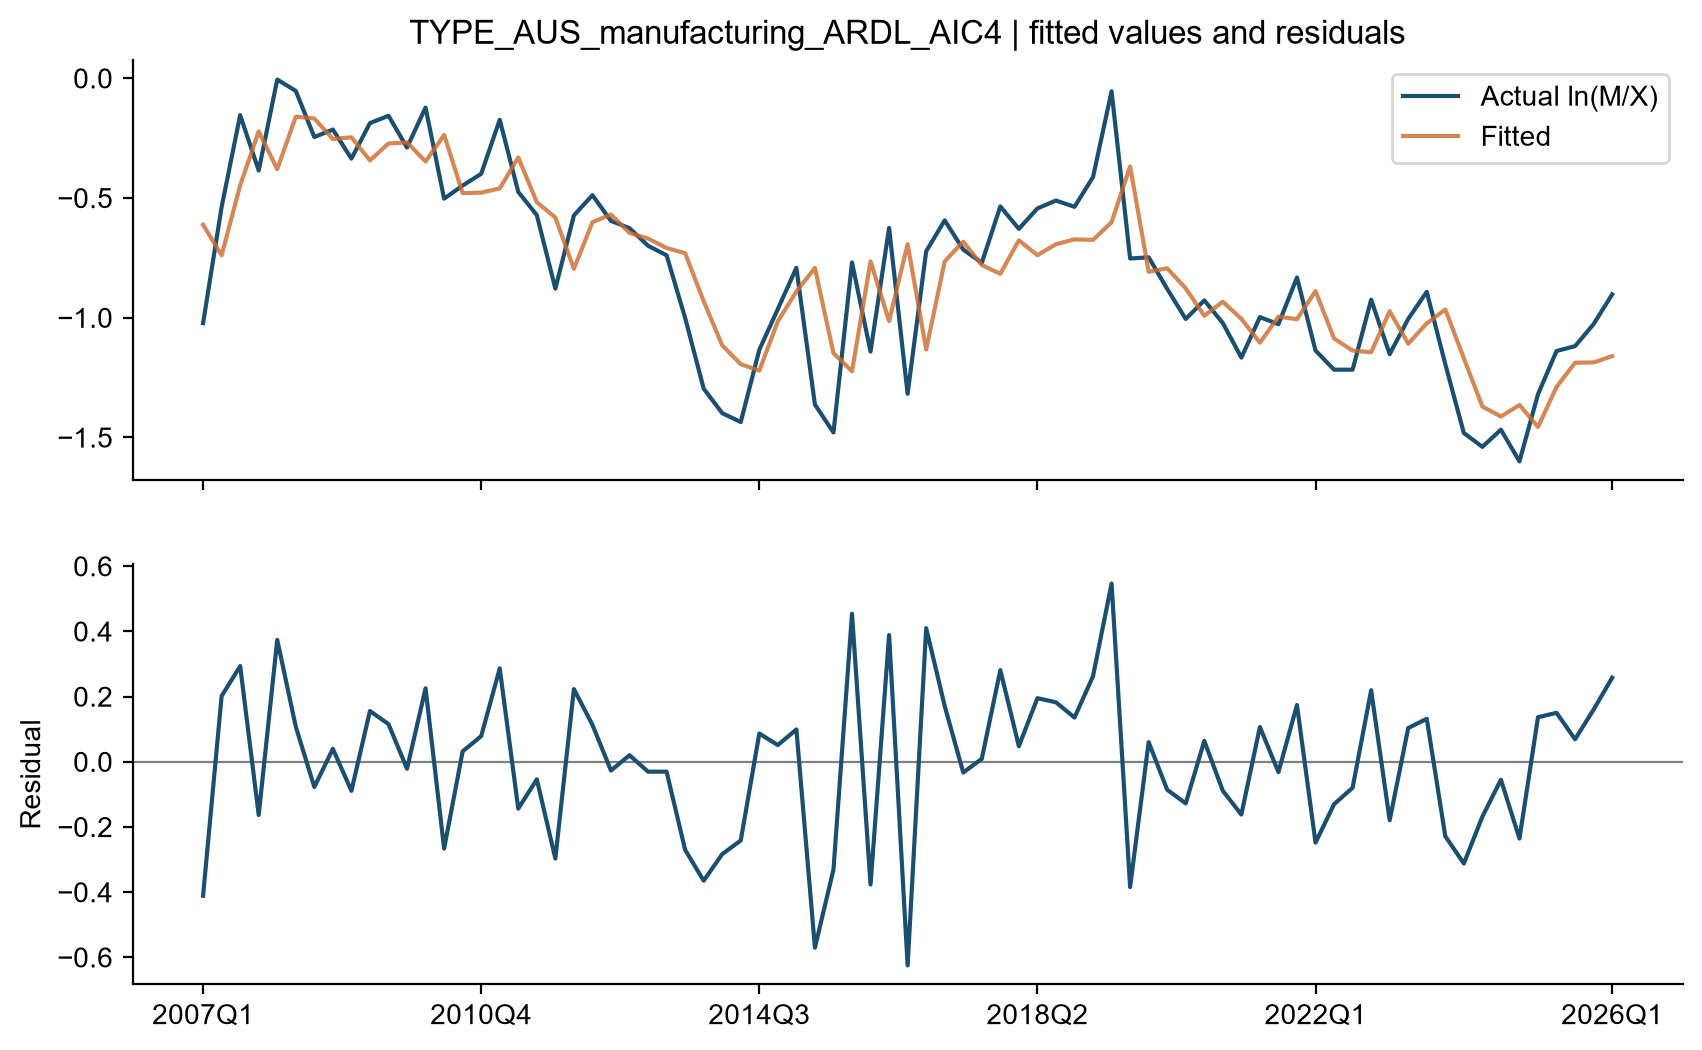 TYPE_AUS_manufacturing_ARDL_AIC4 | fitted values and residuals
0.0
−0.5
−1.0
−1.5
Actual ln(M/X)
Fitted
0.6
0.4
0.2
0.0
−0.2
−0.4
−0.6
Residual
2007Q1
2010Q4
2014Q3
2018Q2
2022Q1
2026Q1